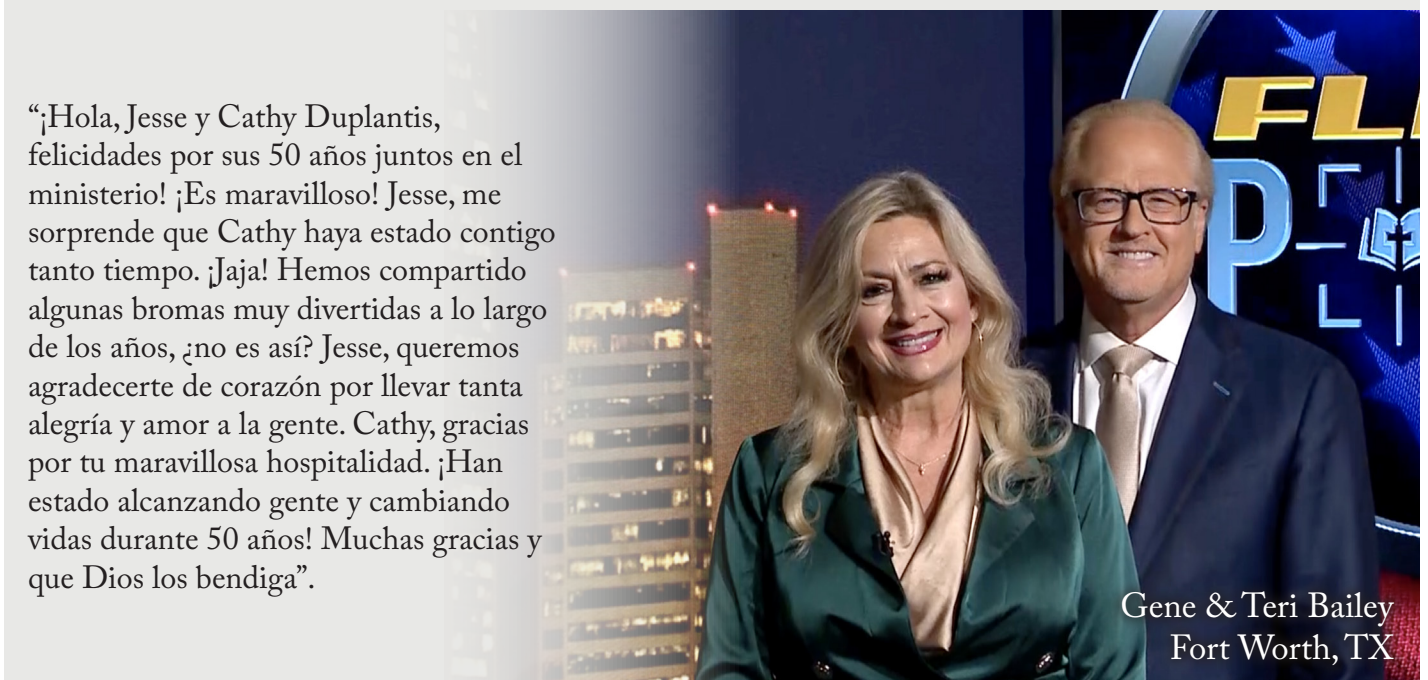 “¡Hola, Jesse y Cathy Duplantis,
felicidades por sus 50 años juntos en el
ministerio! ¡Es maravilloso! Jesse, me
sorprende que Cathy haya estado contigo
tanto tiempo. ¡Jaja! Hemos compartido
algunas bromas muy divertidas a lo largo
de los años, ¿no es así? Jesse, queremos
agradecerte de corazón por llevar tanta
alegría y amor a la gente. Cathy, gracias
por tu maravillosa hospitalidad. ¡Han
estado alcanzando gente y cambiando
vidas durante 50 años! Muchas gracias y
que Dios los bendiga”.
FL
P
Gene & Teri Bailey
Fort Worth, TX